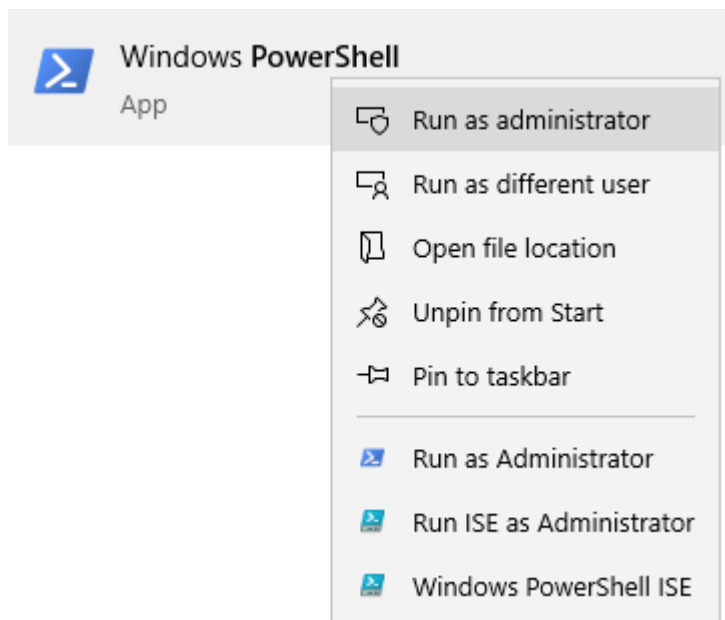 Windows PowerShell
App
Run as administrator
Run as different user
Open file location
Unpin from Start
Pin to taskbar
Run as Administrator
Run ISE as Administrator
Windows PowerShell ISE